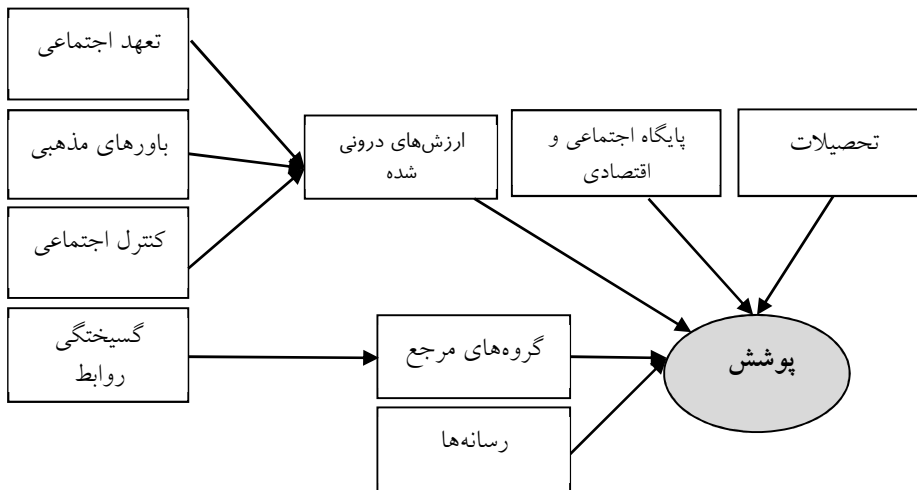 تعهد اجتماعی
باورهای مذهبی
کنترل اجتماعی
گسیختگی
روابط
ارزش‌های درونی
شده
پایگاه اجتماعی و
اقتصادی
تحصیلات
گروه‌های مرجع
رسانه‌ها
پوشش